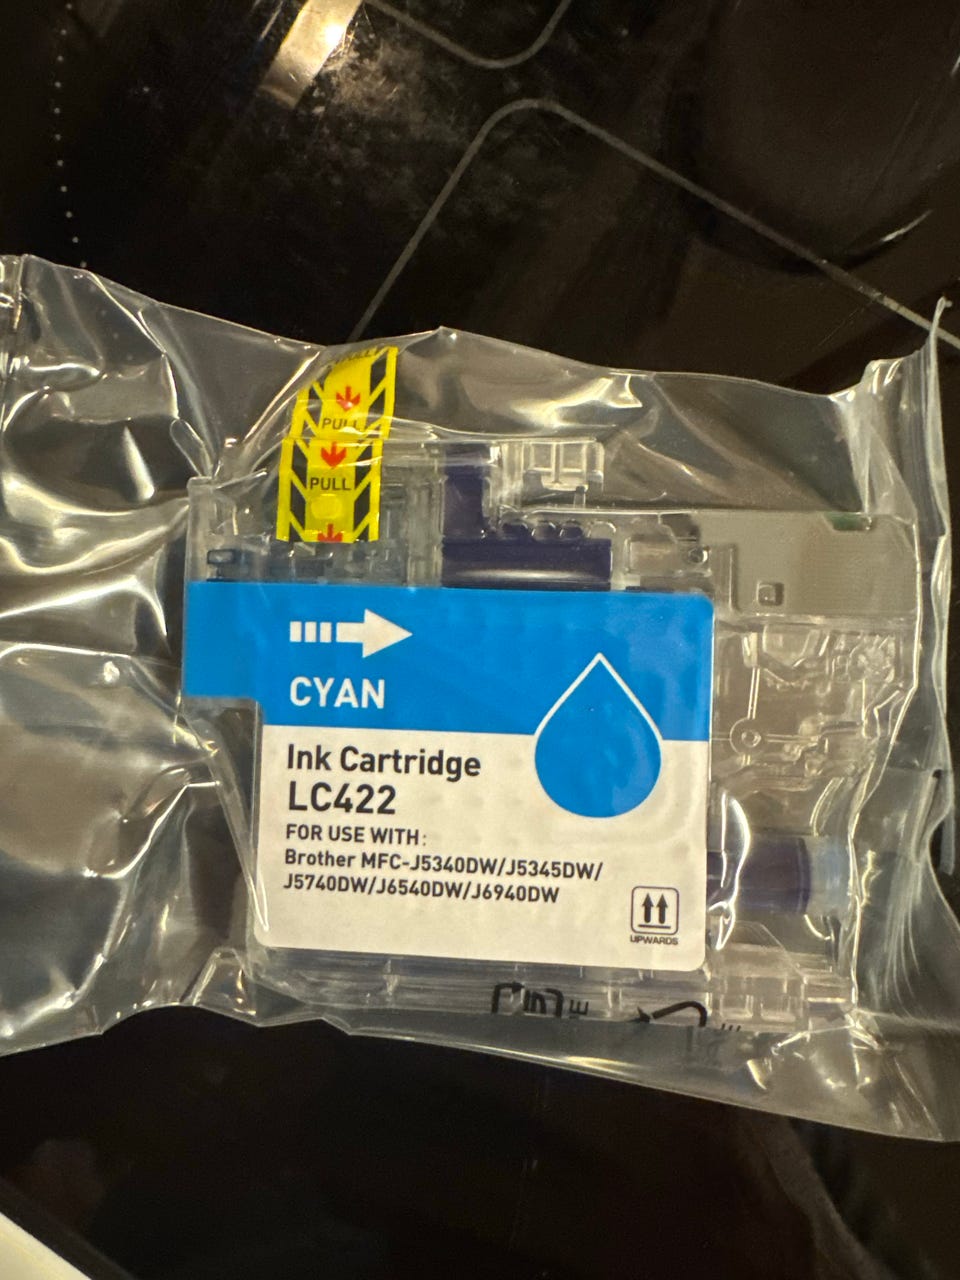 PULL
PULL
CYAN
Ink Cartridge
LC422
FOR USE WITH:
Brother MFC-J5340DW/J5345DW/
J5740DW/J6540DW/J6940DW
UPWARDS